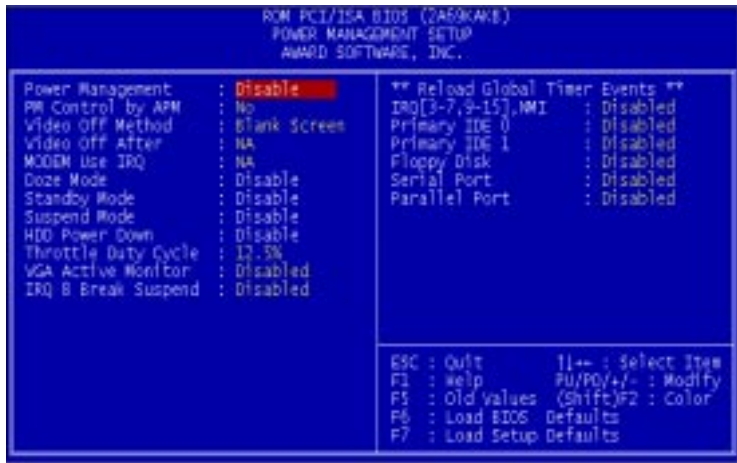 ROM PCI/ISA BIOS (2A69KAKB)
POWER MANAGEMENT SETUP
AWARD SOFTWARE, INC.
Power Management : Disable
PM Control by APM : No
Video Off Method : Blank Screen
Video Off After : NA
MODEM Use IRQ : NA
Doze Mode : Disable
Standby Mode : Disable
Suspend Mode : Disable
HDD Power Down : Disable
Throttle Duty Cycle : 12.5%
VGA Active Monitor : Disabled
IRQ 8 Break Suspend : Disabled
** Reload Global Timer Events **
IRQ[3-7,9-15],NMI : Disabled
Primary IDE 0 : Disabled
Primary IDE 1 : Disabled
Floppy Disk : Disabled
Serial Port : Disabled
Parallel Port : Disabled
ESC : Quit ↑↓→← : Select Item
F1 : Help PU/PD/+/- : Modify
F5 : Old Values (Shift)F2 : Color
F6 : Load BIOS Defaults
F7 : Load Setup Defaults